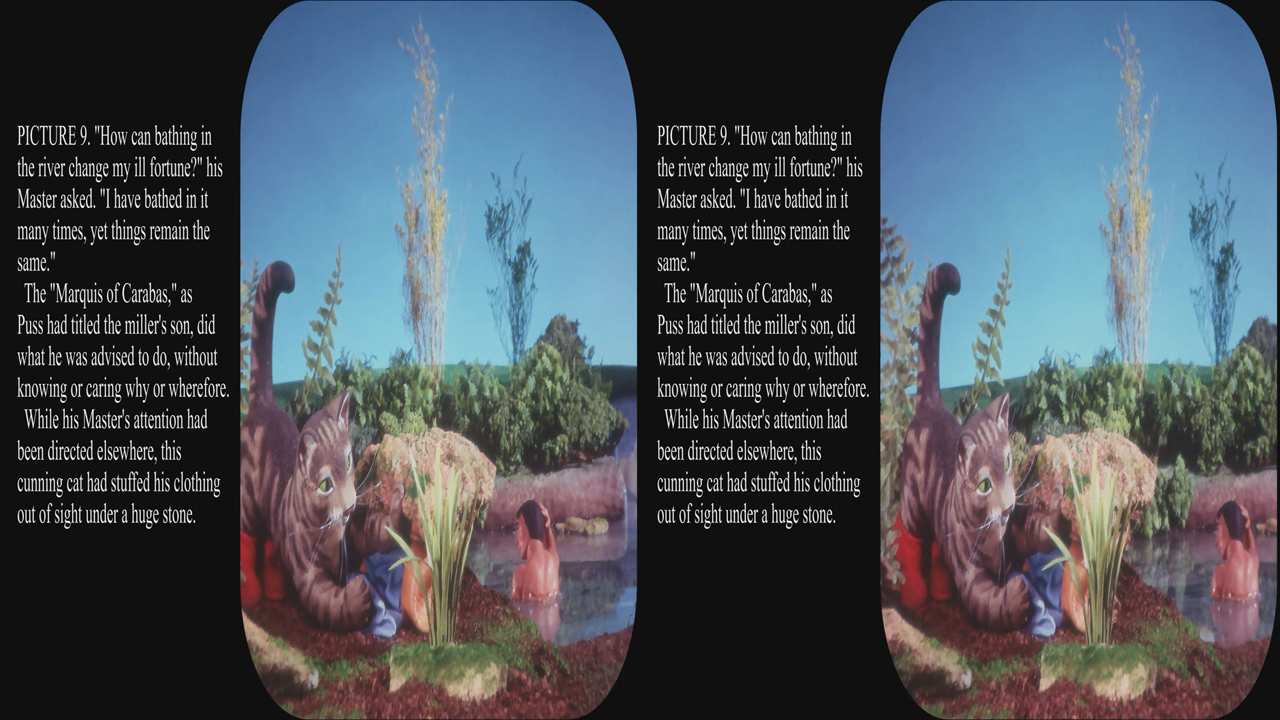 PICTURE 9. "How can bathing in
the river change my ill fortune?" his
Master asked. "I have bathed in it
many times, yet things remain the
same."
The "Marquis of Carabas," as
Puss had titled the miller's son, did
what he was advised to do, without
knowing or caring why or wherefore.
While his Master's attention had
been directed elsewhere, this
cunning cat had stuffed his clothing
out of sight under a huge stone.
PICTURE 9. "How can bathing in
the river change my ill fortune?" his
Master asked. "I have bathed in it
many times, yet things remain the
same."
The "Marquis of Carabas," as
Puss had titled the miller's son, did
what he was advised to do, without
knowing or caring why or wherefore.
While his Master's attention had
been directed elsewhere, this
cunning cat had stuffed his clothing
out of sight under a huge stone.